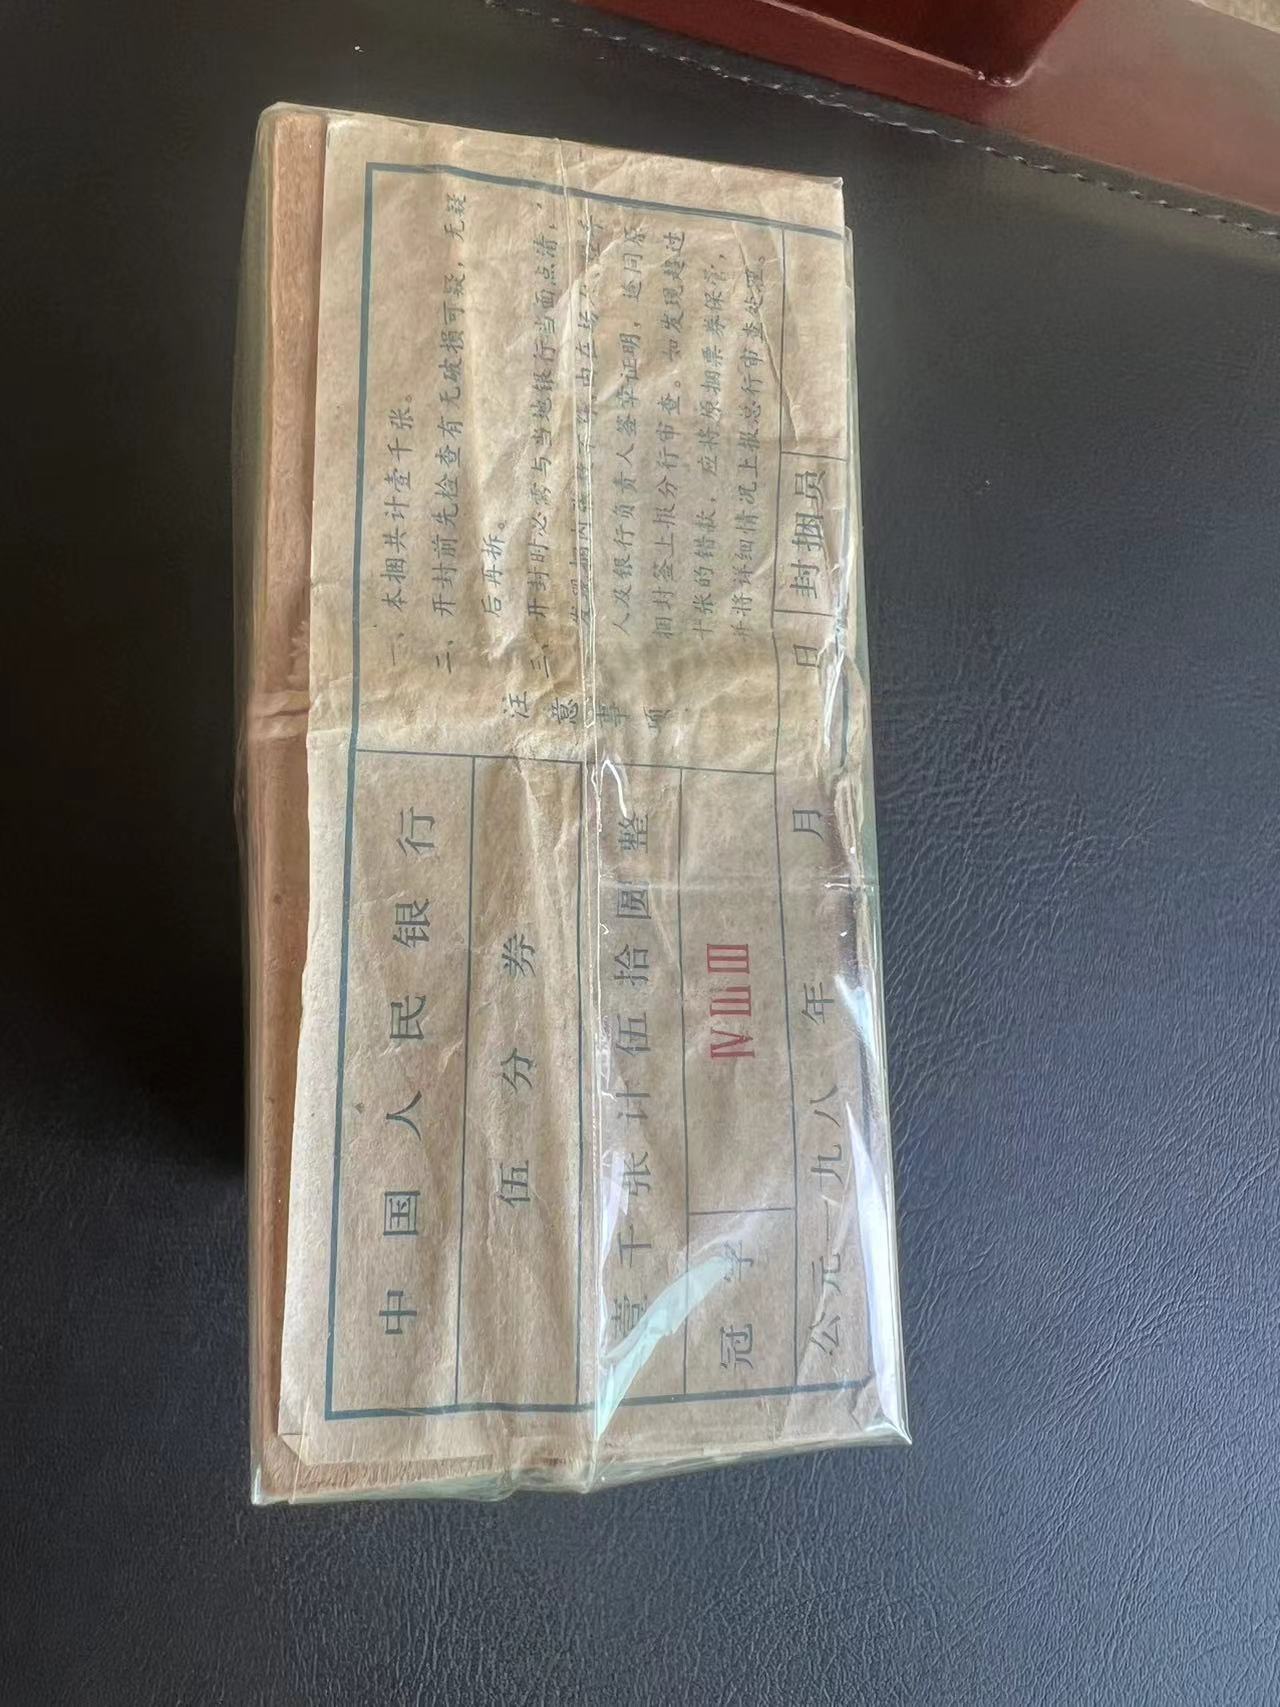 中国人民银行
伍分券
壹千张计伍拾圆整
冠字 IV III III
公元一九八 年 月 日 封捆员
注意事项
一、本捆共计壹千张。
二、开封前先检查有无破损可疑，无疑
后再拆。
三、开封时必需与当地银行当面点清，
人及银行负责人签章证明，连同原
捆封签上报分行审查。如发现超过
十张的错款，应将原捆票券保管，
并将详细情况上报总行审查处理。